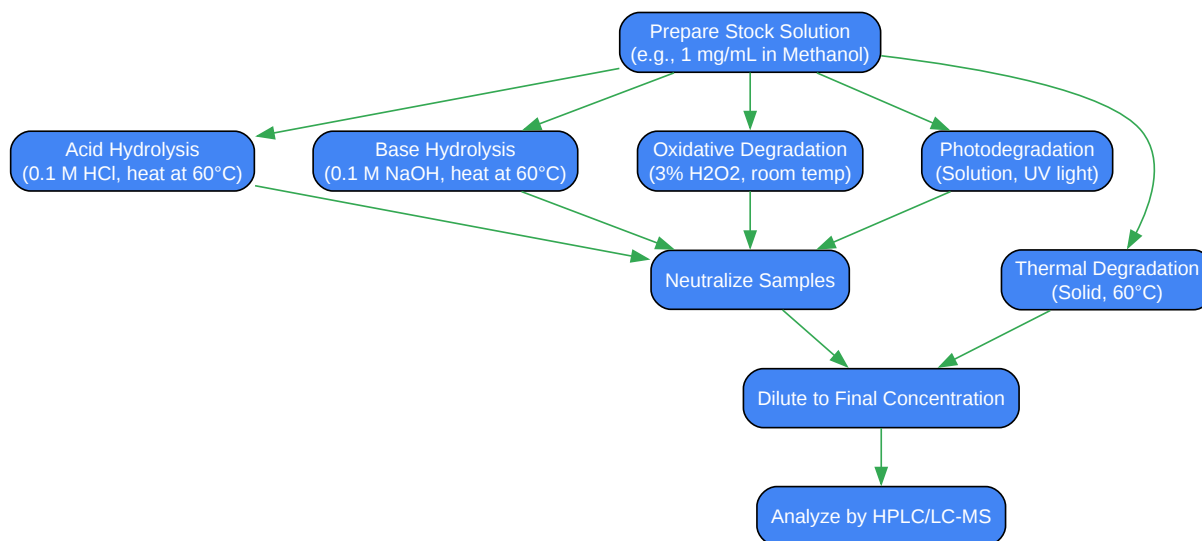 Prepare Stock Solution
(e.g., 1 mg/mL in Methanol)
Acid Hydrolysis
(0.1 M HCl, heat at 60°C)
Base Hydrolysis
(0.1 M NaOH, heat at 60°C)
Oxidative Degradation
(3% H2O2, room temp)
Photodegradation
(Solution, UV light)
Neutralize Samples
Thermal Degradation
(Solid, 60°C)
Dilute to Final Concentration
Analyze by HPLC/LC-MS